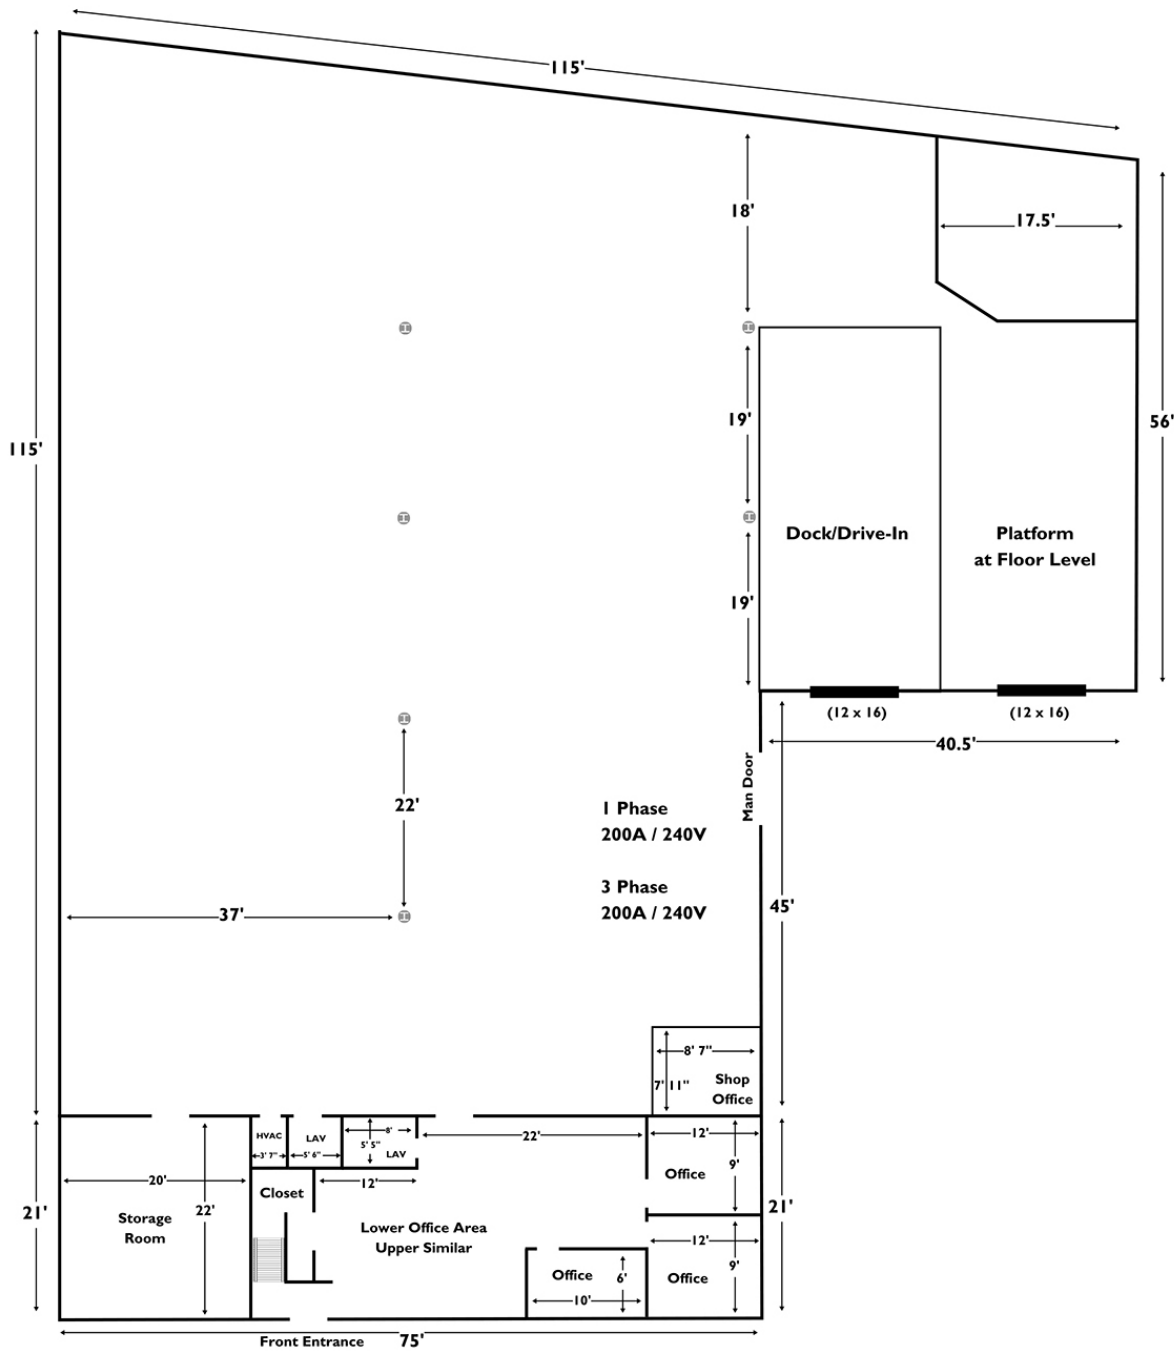 115'
18'
17.5'
115'
19'
56'
Dock/Drive-In
Platform
at Floor Level
19'
(12 x 16)
(12 x 16)
40.5'
Man Door
22'
1 Phase
200A / 240V
3 Phase
200A / 240V
37'
45'
8' 7"
7' 11"
Shop
Office
HVAC
3' 7"
LAV
5' 6"
8'
5' 5"
LAV
22'
12'
9'
Office
20'
12'
Closet
21'
22'
21'
Storage
Room
Lower Office Area
Upper Similar
12'
9'
Office
Office
6'
10'
Front Entrance
75'